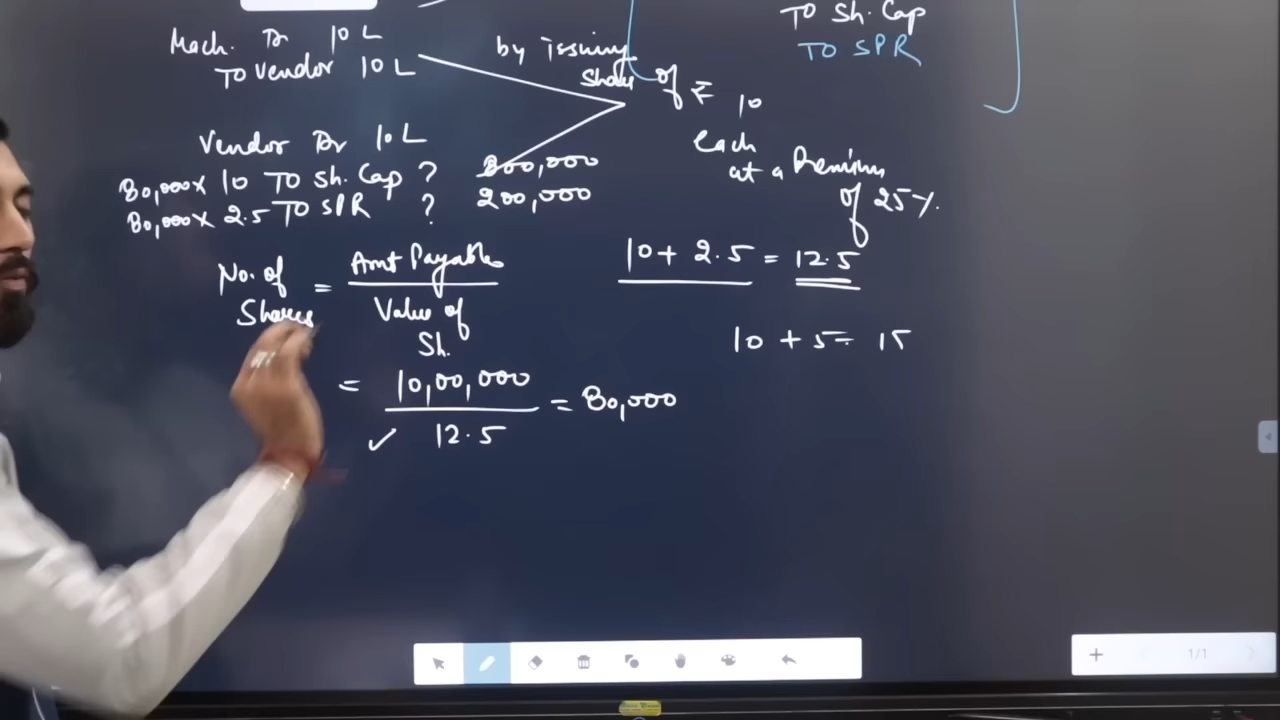 To Sh. Cap
To SPR
Mach. Dr 10 L
To Vendor 10 L
by issuing
Share of ₹ 10
each
at a Premium
of 25%.
Vendor Dr 10 L
80,000 x 10 To Sh. Cap ? 800,000
80,000 x 2.5 To SPR ? 200,000
10 + 2.5 = 12.5
No. of Shares = Amt Payable
Value of
Sh.
10 + 5 = 15
= 10,00,000 = 80,000
✓ 12.5
1/1